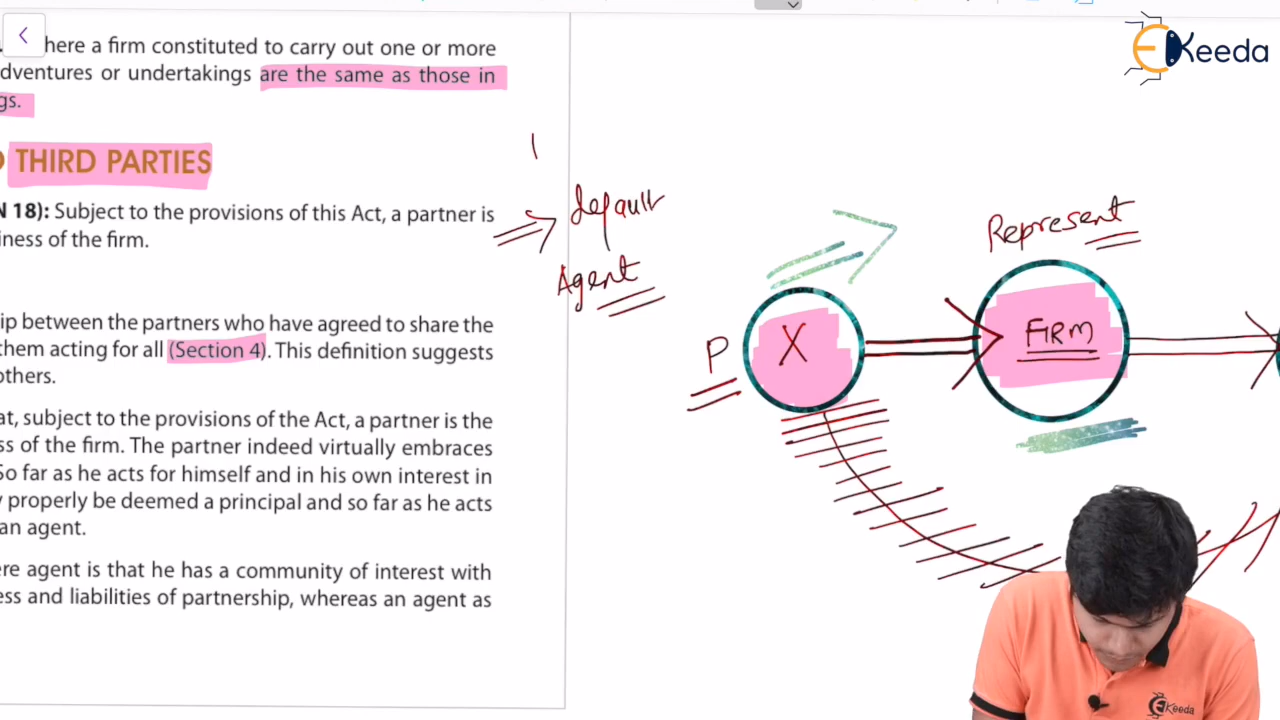 here a firm constituted to carry out one or more
dventures or undertakings are the same as those in
gs.
THIRD PARTIES
N 18): Subject to the provisions of this Act, a partner is
iness of the firm.
ip between the partners who have agreed to share the
them acting for all (Section 4). This definition suggests
others.
at, subject to the provisions of the Act, a partner is the
ss of the firm. The partner indeed virtually embraces
So far as he acts for himself and in his own interest in
y properly be deemed a principal and so far as he acts
an agent.
ere agent is that he has a community of interest with
ess and liabilities of partnership, whereas an agent as
default
Agent
P
X
Represent
FIRM
EKeeda
EKeeda